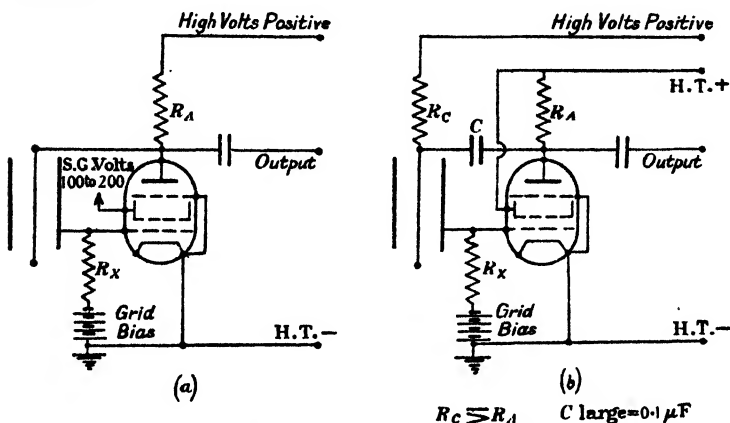 High Volts Positive
R_A
S.G. Volts
100 to 200
Output
R_X
Grid
Bias
H.T.−
(a)
High Volts Positive
H.T.+
R_C
C
R_A
Output
R_X
Grid
Bias
H.T.−
(b)
R_C ≧ R_A C large=0·1 μF